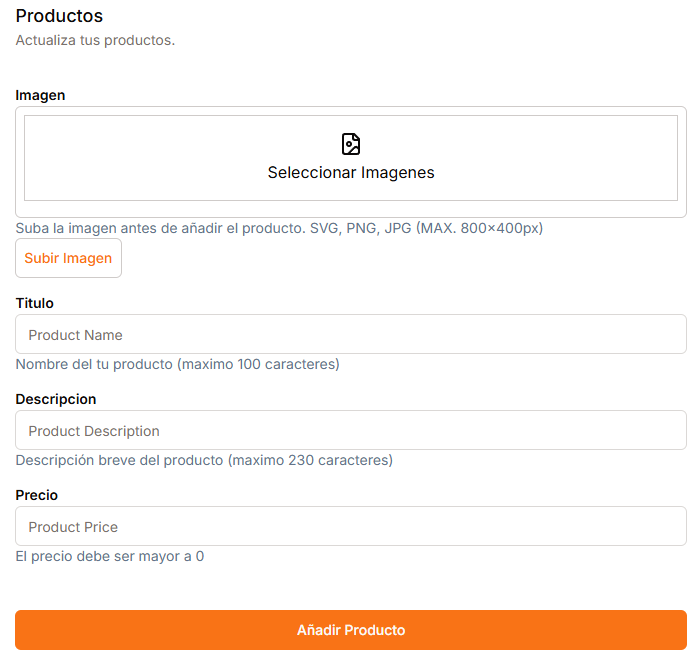 Productos
Actualiza tus productos.
Imagen
Seleccionar Imagenes
Suba la imagen antes de añadir el producto. SVG, PNG, JPG (MAX. 800x400px)
Subir Imagen
Titulo
Product Name
Nombre del tu producto (maximo 100 caracteres)
Descripcion
Product Description
Descripción breve del producto (maximo 230 caracteres)
Precio
Product Price
El precio debe ser mayor a 0
Añadir Producto